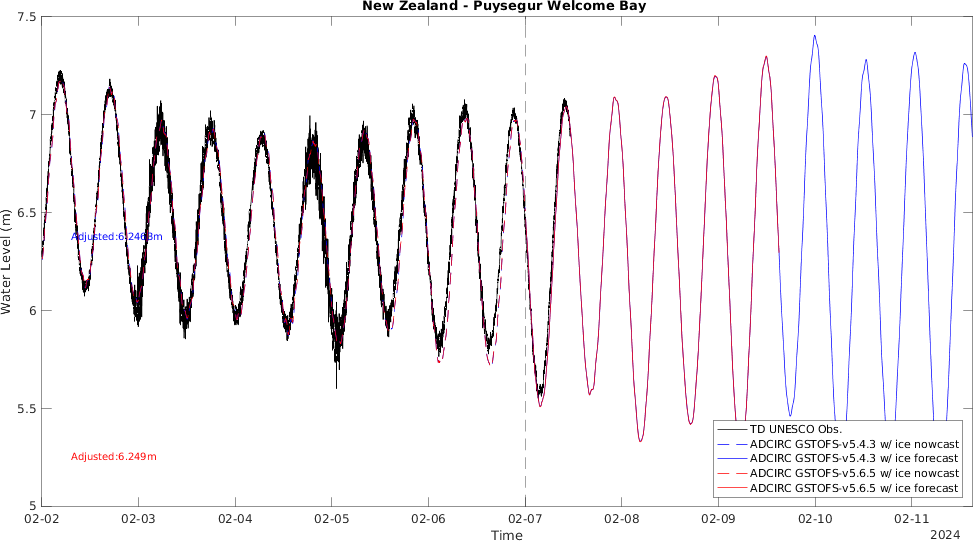 New Zealand - Puysegur Welcome Bay
Water Level (m)
7.5
7
6.5
6
5.5
5
Adjusted:6.2463m
Adjusted:6.249m
TD UNESCO Obs.
ADCIRC GSTOFS-v5.4.3 w/ ice nowcast
ADCIRC GSTOFS-v5.4.3 w/ ice forecast
ADCIRC GSTOFS-v5.6.5 w/ ice nowcast
ADCIRC GSTOFS-v5.6.5 w/ ice forecast
02-02 02-03 02-04 02-05 02-06 02-07 02-08 02-09 02-10 02-11
Time
2024